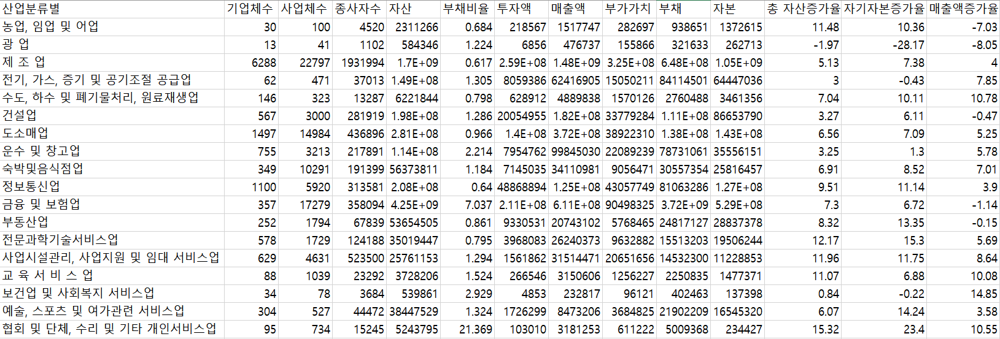 산업분류별 기업체수 사업체수 종사자수 자산 부채비율 투자액 매출액 부가가치 부채 자본 총 자산증가율 자기자본증가율 매출액증가율
농업, 임업 및 어업 30 100 4520 2311266 0.684 218567 1517747 282697 938651 1372615 11.48 10.36 -7.03
광 업 13 41 1102 584346 1.224 6856 476737 155866 321633 262713 -1.97 -28.17 -8.05
제 조 업 6288 22797 1931994 1.7E+09 0.617 2.59E+08 1.48E+09 3.25E+08 6.48E+08 1.05E+09 5.13 7.38 4
전기, 가스, 증기 및 공기조절 공급업 62 471 37013 1.49E+08 1.305 8059386 62416905 15050211 84114501 64447036 3 -0.43 7.85
수도, 하수 및 폐기물처리, 원료재생업 146 323 13287 6221844 0.798 628912 4889838 1570126 2760488 3461356 7.04 10.11 10.78
건설업 567 3000 281919 1.98E+08 1.286 20054955 1.82E+08 33779284 1.11E+08 86653790 3.27 6.11 -0.47
도소매업 1497 14984 436896 2.81E+08 0.966 1.4E+08 3.72E+08 38922310 1.38E+08 1.43E+08 6.56 7.09 5.25
운수 및 창고업 755 3213 217891 1.14E+08 2.214 7954762 99845030 22089239 78731061 35556151 3.25 1.3 5.78
숙박및음식점업 349 10291 191399 56373811 1.184 7145035 34110981 9056471 30557354 25816457 6.91 8.52 7.01
정보통신업 1100 5920 313581 2.08E+08 0.64 48868894 1.25E+08 43057749 81063286 1.27E+08 9.51 11.14 3.9
금융 및 보험업 357 17279 358094 4.25E+09 7.037 2.11E+08 6.11E+08 90498325 3.72E+09 5.29E+08 7.3 6.72 -1.14
부동산업 252 1794 67839 53654505 0.861 9330531 20743102 5768465 24817127 28837378 8.32 13.35 -0.15
전문과학기술서비스업 578 1729 124188 35019447 0.795 3968083 26240373 9632882 15513203 19506244 12.17 15.3 5.69
사업시설관리, 사업지원 및 임대 서비스업 629 4631 523500 25761153 1.294 1561862 31514471 20651656 14532300 11228853 11.96 11.75 8.64
교 육 서 비 스 업 88 1039 23292 3728206 1.524 266546 3150606 1256227 2250835 1477371 11.07 6.88 10.08
보건업 및 사회복지 서비스업 34 78 3684 539861 2.929 4853 232817 96121 402463 137398 0.84 -0.22 14.85
예술, 스포츠 및 여가관련 서비스업 304 527 44472 38447529 1.324 1726299 8473206 3684825 21902209 16545320 6.07 14.24 3.58
협회 및 단체, 수리 및 기타 개인서비스업 95 734 15245 5243795 21.369 103010 3181253 611222 5009368 234427 15.32 23.4 10.55